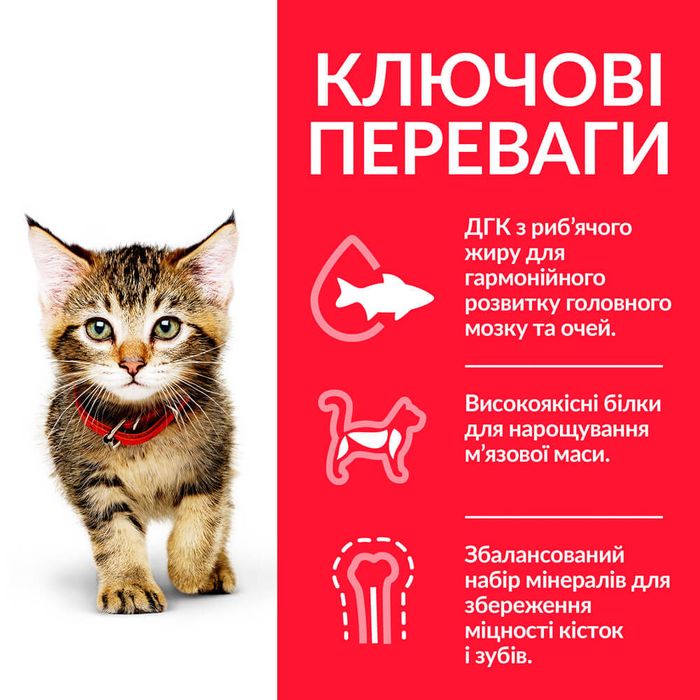 КЛЮЧОВІ
ПЕРЕВАГИ
ДГК з риб’ячого
жиру для
гармонійного
розвитку головного
мозку та очей.
Високоякісні білки
для нарощування
м’язової маси.
Збалансований
набір мінералів для
збереження
міцності кісток
і зубів.